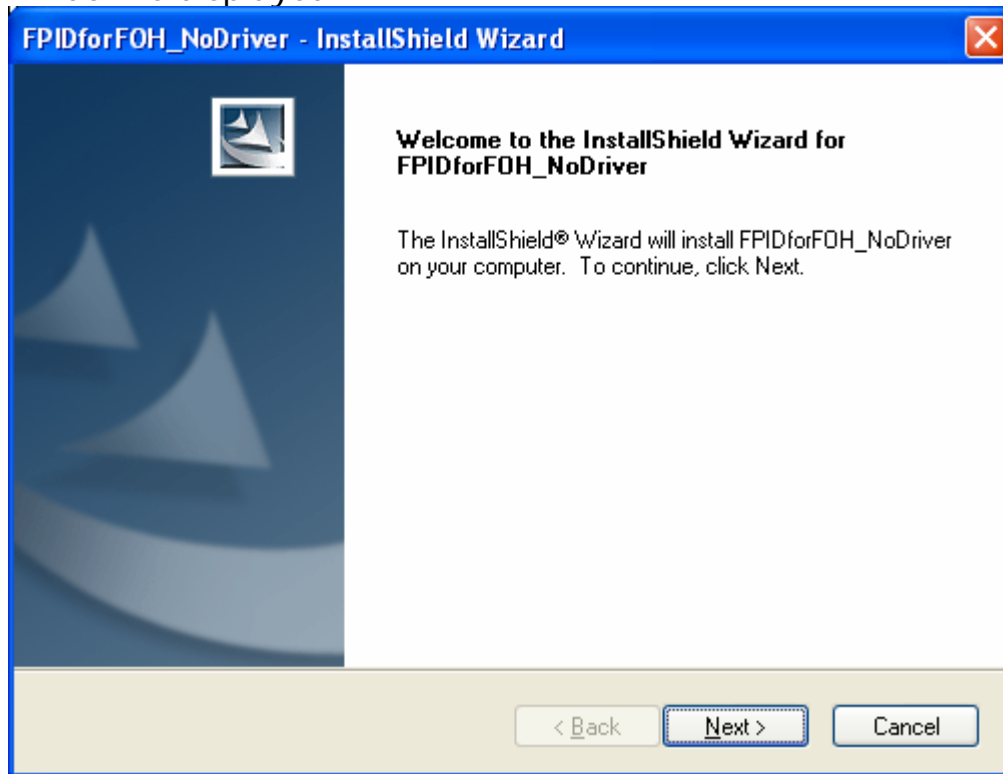 FPIDforFOH_NoDriver - InstallShield Wizard
Welcome to the InstallShield Wizard for
FPIDforFOH_NoDriver
The InstallShield® Wizard will install FPIDforFOH_NoDriver
on your computer. To continue, click Next.
< Back Next > Cancel